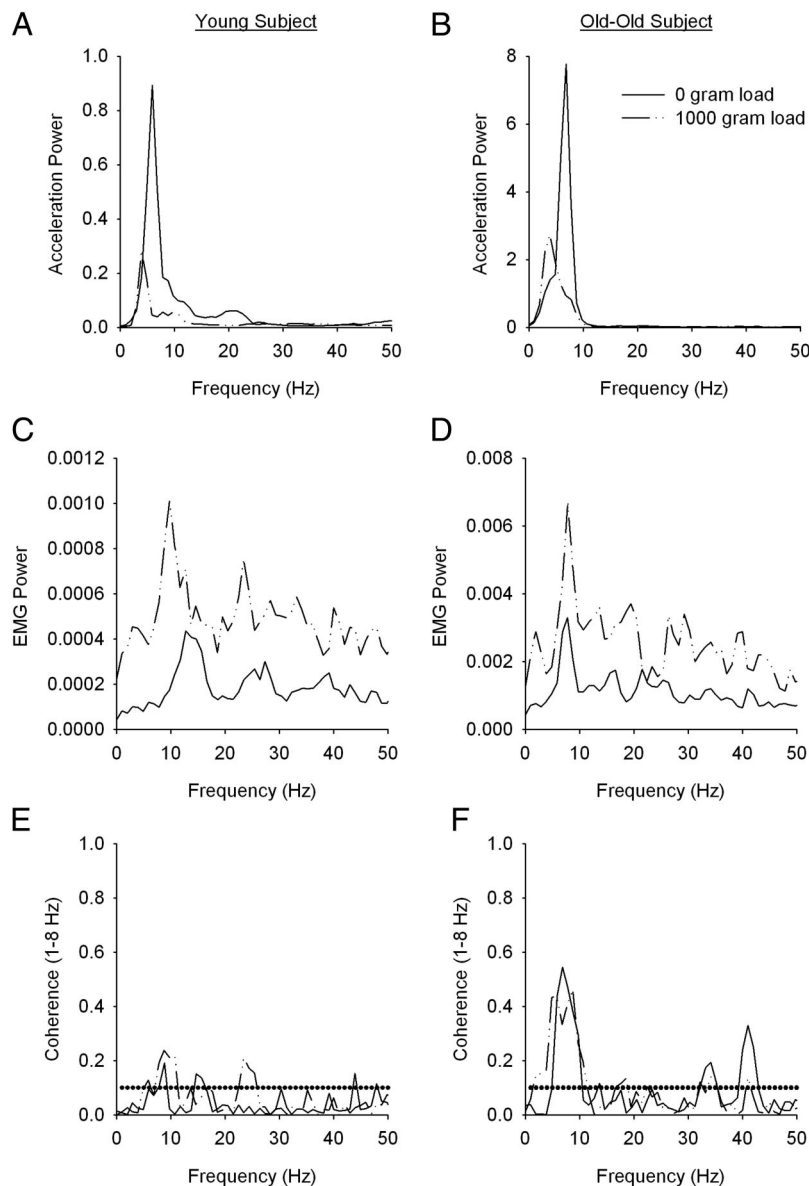 A
Young Subject
Acceleration Power
1.0
0.8
0.6
0.4
0.2
0.0
0 10 20 30 40 50
Frequency (Hz)
B
Old-Old Subject
0 gram load
1000 gram load
Acceleration Power
8
6
4
2
0
0 10 20 30 40 50
Frequency (Hz)
C
EMG Power
0.0012
0.0010
0.0008
0.0006
0.0004
0.0002
0.0000
0 10 20 30 40 50
Frequency (Hz)
D
EMG Power
0.008
0.006
0.004
0.002
0.000
0 10 20 30 40 50
Frequency (Hz)
E
Coherence (1-8 Hz)
1.0
0.8
0.6
0.4
0.2
0.0
0 10 20 30 40 50
Frequency (Hz)
F
Coherence (1-8 Hz)
1.0
0.8
0.6
0.4
0.2
0.0
0 10 20 30 40 50
Frequency (Hz)